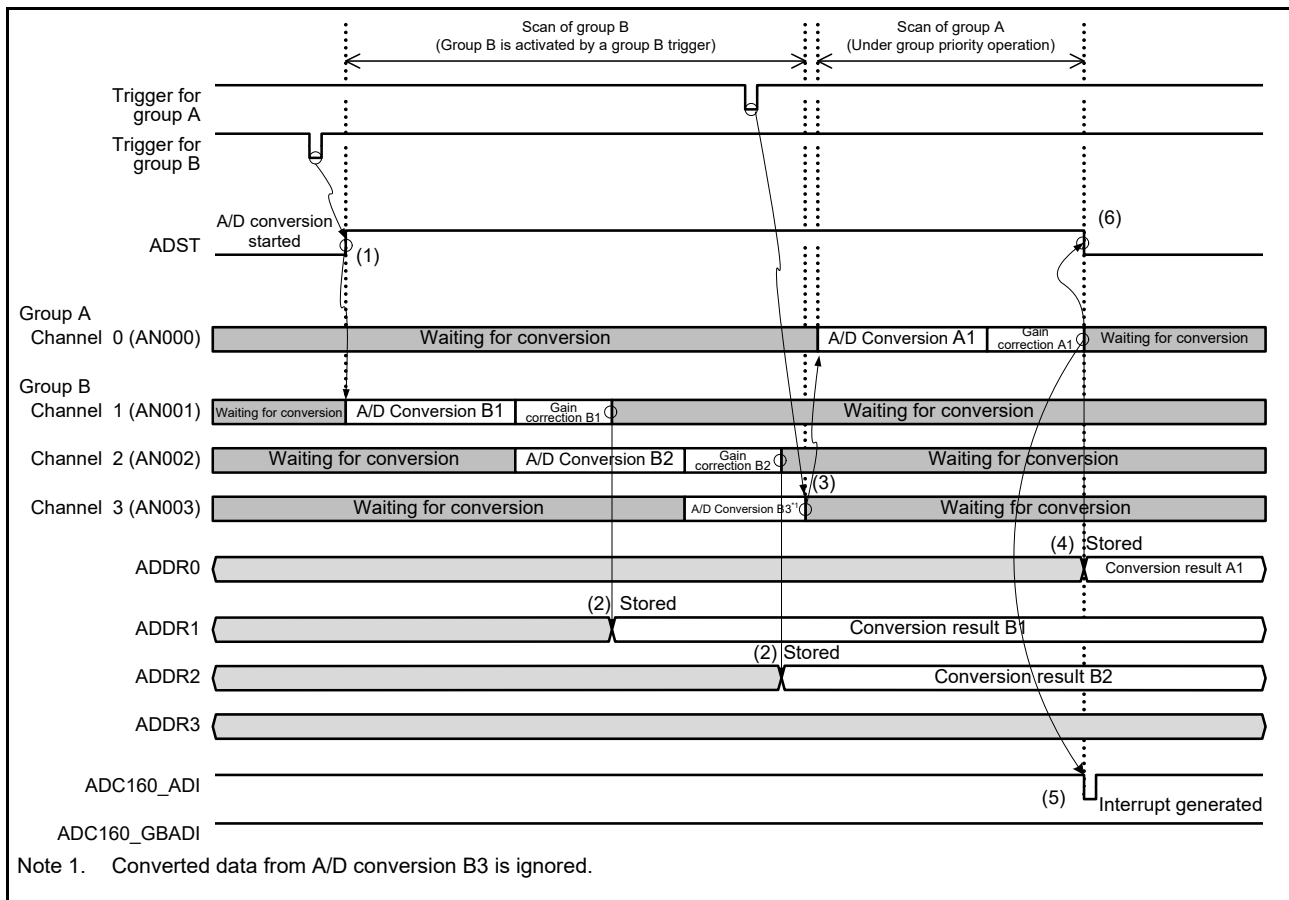 Scan of group B
(Group B is activated by a group B trigger)
Scan of group A
(Under group priority operation)
Trigger for
group A
Trigger for
group B
A/D conversion
started
ADST
(1)
(6)
Group A
Channel 0 (AN000)
Waiting for conversion
A/D Conversion A1
Gain
correction A1
Waiting for conversion
Group B
Channel 1 (AN001)
Waiting for conversion
A/D Conversion B1
Gain
correction B1
Waiting for conversion
Channel 2 (AN002)
Waiting for conversion
A/D Conversion B2
Gain
correction B2
Waiting for conversion
(3)
Channel 3 (AN003)
Waiting for conversion
A/D Conversion B3*1
Waiting for conversion
(4) Stored
ADDR0
Conversion result A1
(2) Stored
ADDR1
Conversion result B1
(2) Stored
ADDR2
Conversion result B2
ADDR3
ADC160_ADI
(5)
Interrupt generated
ADC160_GBADI
Note 1. Converted data from A/D conversion B3 is ignored.